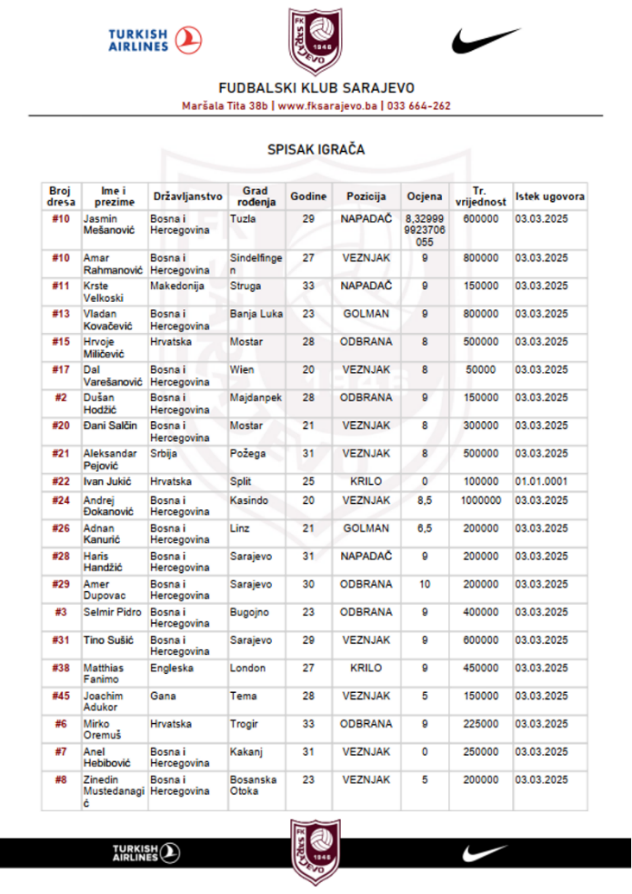 TURKISH
AIRLINES
FK
SARAJEVO
1946
FUDBALSKI KLUB SARAJEVO
Maršala Tita 38b | www.fksarajevo.ba | 033 664-262
SPISAK IGRAČA
Broj dresa Ime i prezime Državljanstvo Grad rođenja Godine Pozicija Ocjena Tr. vrijednost Istek ugovora
#10 Jasmin Mešanović Bosna i Hercegovina Tuzla 29 NAPADAČ 8,329999923706055 600000 03.03.2025
#10 Amar Rahmanović Bosna i Hercegovina Sindelfingen 27 VEZNJAK 9 800000 03.03.2025
#11 Krste Velkoski Makedonija Struga 33 NAPADAČ 9 150000 03.03.2025
#13 Vladan Kovačević Bosna i Hercegovina Banja Luka 23 GOLMAN 9 800000 03.03.2025
#15 Hrvoje Miličević Hrvatska Mostar 28 ODBRANA 8 500000 03.03.2025
#17 Dal Varešanović Bosna i Hercegovina Wien 20 VEZNJAK 8 50000 03.03.2025
#2 Dušan Hodžić Bosna i Hercegovina Majdanpek 28 ODBRANA 9 150000 03.03.2025
#20 Đani Salčin Bosna i Hercegovina Mostar 21 VEZNJAK 8 300000 03.03.2025
#21 Aleksandar Pejović Srbija Požega 31 VEZNJAK 8 500000 03.03.2025
#22 Ivan Jukić Hrvatska Split 25 KRILO 0 100000 01.01.0001
#24 Andrej Đokanović Bosna i Hercegovina Kasindo 20 VEZNJAK 8,5 1000000 03.03.2025
#26 Adnan Kanurić Bosna i Hercegovina Linz 21 GOLMAN 6,5 200000 03.03.2025
#28 Haris Handžić Bosna i Hercegovina Sarajevo 31 NAPADAČ 9 200000 03.03.2025
#29 Amer Dupovac Bosna i Hercegovina Sarajevo 30 ODBRANA 10 200000 03.03.2025
#3 Selmir Pidro Bosna i Hercegovina Bugojno 23 ODBRANA 9 400000 03.03.2025
#31 Tino Sušić Bosna i Hercegovina Sarajevo 29 VEZNJAK 9 600000 03.03.2025
#38 Matthias Fanimo Engleska London 27 KRILO 9 450000 03.03.2025
#45 Joachim Adukor Gana Tema 28 VEZNJAK 5 150000 03.03.2025
#6 Mirko Oremuš Hrvatska Trogir 33 ODBRANA 9 225000 03.03.2025
#7 Anel Hebibović Bosna i Hercegovina Kakanj 31 VEZNJAK 0 250000 03.03.2025
#8 Zinedin Mustedanagić Bosna i Hercegovina Bosanska Otoka 23 VEZNJAK 5 200000 03.03.2025
TURKISH
AIRLINES
FK
SARAJEVO
1946